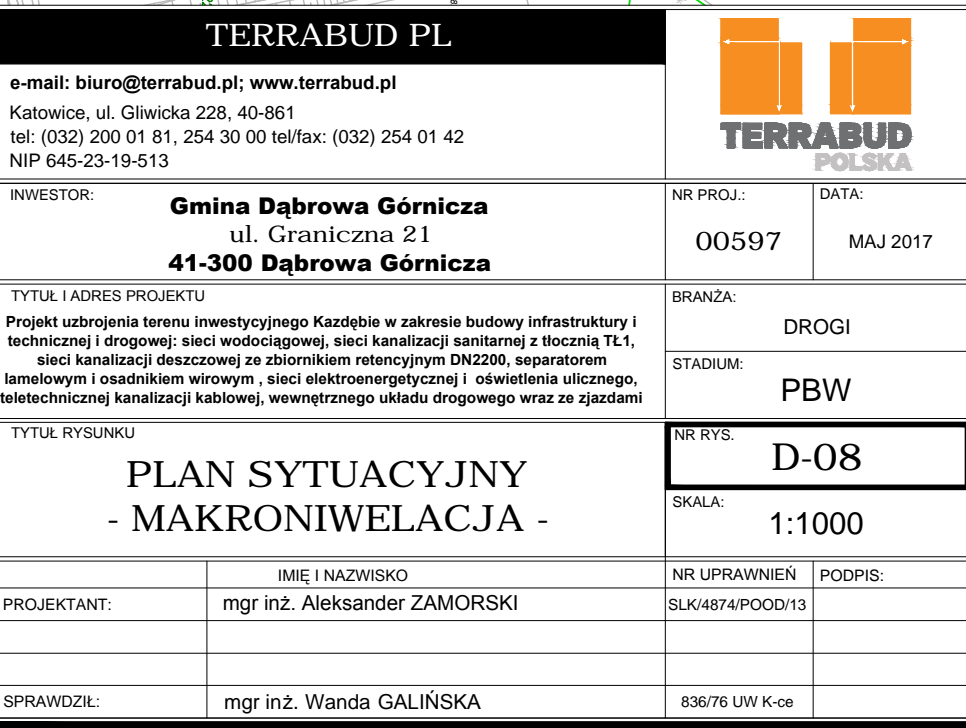 TERRABUD PL
e-mail: biuro@terrabud.pl; www.terrabud.pl
Katowice, ul. Gliwicka 228, 40-861
tel: (032) 200 01 81, 254 30 00 tel/fax: (032) 254 01 42
NIP 645-23-19-513
TERRABUD
POLSKA
INWESTOR:
Gmina Dąbrowa Górnicza
ul. Graniczna 21
41-300 Dąbrowa Górnicza
NR PROJ.:
00597
DATA:
MAJ 2017
TYTUŁ I ADRES PROJEKTU
Projekt uzbrojenia terenu inwestycyjnego Kazdębie w zakresie budowy infrastruktury i
technicznej i drogowej: sieci wodociągowej, sieci kanalizacji sanitarnej z tłocznią TŁ1,
sieci kanalizacji deszczowej ze zbiornikiem retencyjnym DN2200, separatorem
lamelowym i osadnikiem wirowym , sieci elektroenergetycznej i oświetlenia ulicznego,
teletechnicznej kanalizacji kablowej, wewnętrznego układu drogowego wraz ze zjazdami
BRANŻA:
DROGI
STADIUM:
PBW
TYTUŁ RYSUNKU
PLAN SYTUACYJNY
- MAKRONIWELACJA -
NR RYS.
D-08
SKALA:
1:1000
IMIĘ I NAZWISKO
NR UPRAWNIEŃ
PODPIS:
PROJEKTANT:
mgr inż. Aleksander ZAMORSKI
SLK/4874/POOD/13
SPRAWDZIŁ:
mgr inż. Wanda GALIŃSKA
836/76 UW K-ce